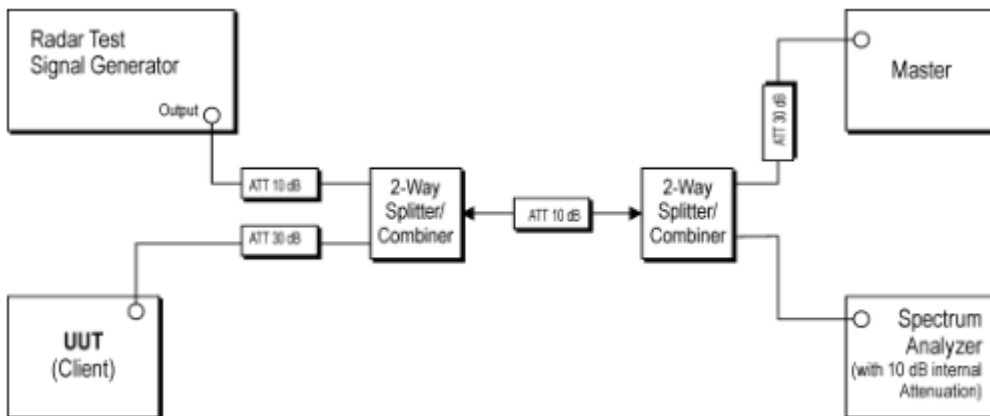 Radar Test
Signal Generator
Output
ATT 10 dB
ATT 30 dB
2-Way
Splitter/
Combiner
ATT 10 dB
2-Way
Splitter/
Combiner
ATT 30 dB
Master
UUT
(Client)
Spectrum
Analyzer
(with 10 dB internal
Attenuation)